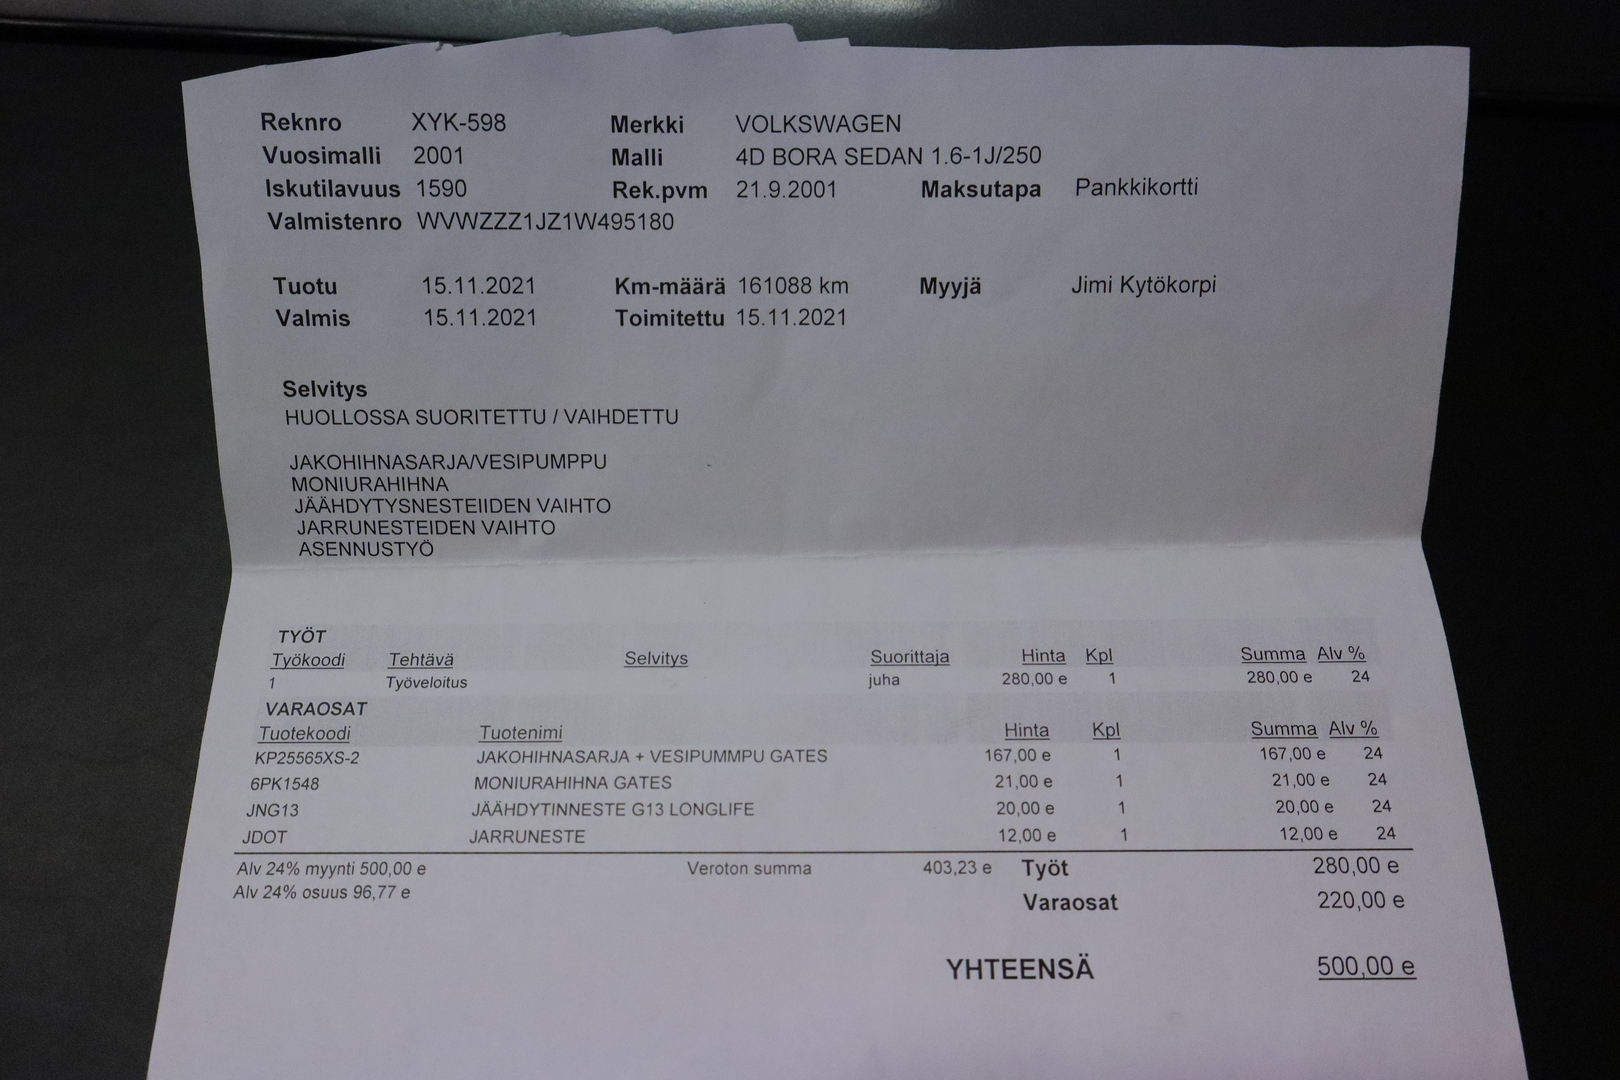 Reknro XYK-598 Merkki VOLKSWAGEN
Vuosimalli 2001 Malli 4D BORA SEDAN 1.6-1J/250
Iskutilavuus 1590 Rek.pvm 21.9.2001 Maksutapa Pankkikortti
Valmistenro WVWZZZ1JZ1W495180
Tuotu 15.11.2021 Km-määrä 161088 km Myyjä Jimi Kytökorpi
Valmis 15.11.2021 Toimitettu 15.11.2021
Selvitys
HUOLLOSSA SUORITETTU / VAIHDETTU
JAKOHIHNASARJA/VESIPUMPPU
MONIURAHIHNA
JÄÄHDYTYSNESTEIIDEN VAIHTO
JARRUNESTEIDEN VAIHTO
ASENNUSTYÖ
TYÖT
Työkoodi Tehtävä Selvitys Suorittaja Hinta Kpl Summa Alv %
1 Työveloitus juha 280,00 e 1 280,00 e 24
VARAOSAT
Tuotekoodi Tuotenimi Hinta Kpl Summa Alv %
KP25565XS-2 JAKOHIHNASARJA + VESIPUMMPU GATES 167,00 e 1 167,00 e 24
6PK1548 MONIURAHIHNA GATES 21,00 e 1 21,00 e 24
JNG13 JÄÄHDYTINNESTE G13 LONGLIFE 20,00 e 1 20,00 e 24
JDOT JARRUNESTE 12,00 e 1 12,00 e 24
Alv 24% myynti 500,00 e Veroton summa 403,23 e Työt 280,00 e
Alv 24% osuus 96,77 e Varaosat 220,00 e
YHTEENSÄ 500,00 e